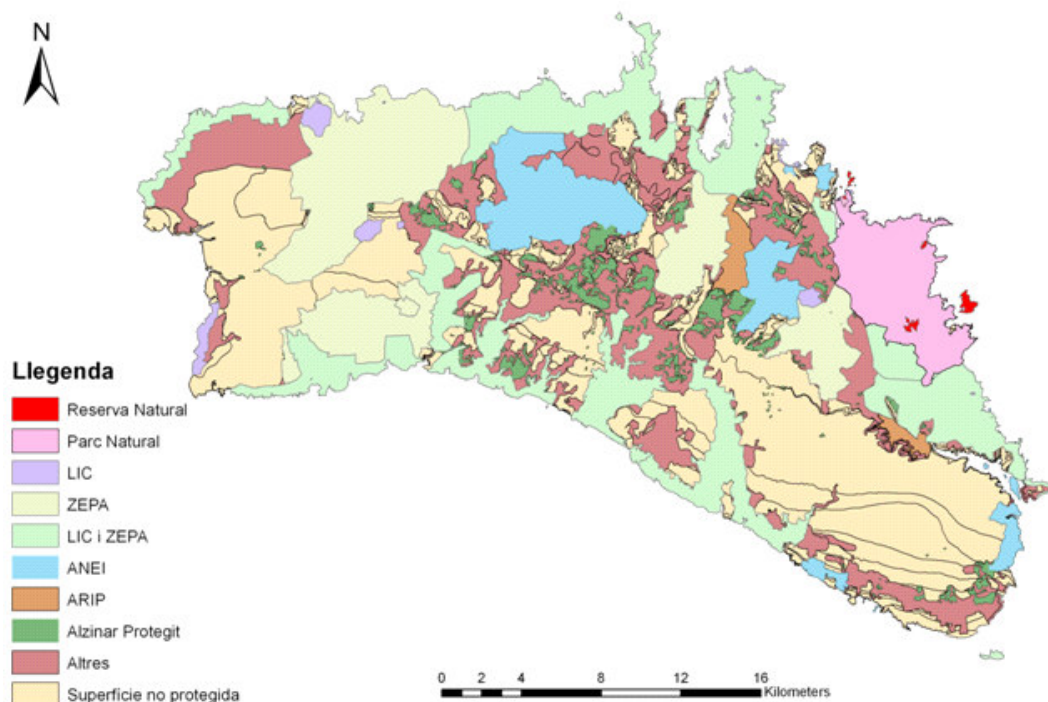 N
Llegenda
Reserva Natural
Parc Natural
LIC
ZEPA
LIC i ZEPA
ANEI
ARIP
Alzinar Protegit
Altres
Superfície no protegida
0 2 4 8 12 16
Kilometers